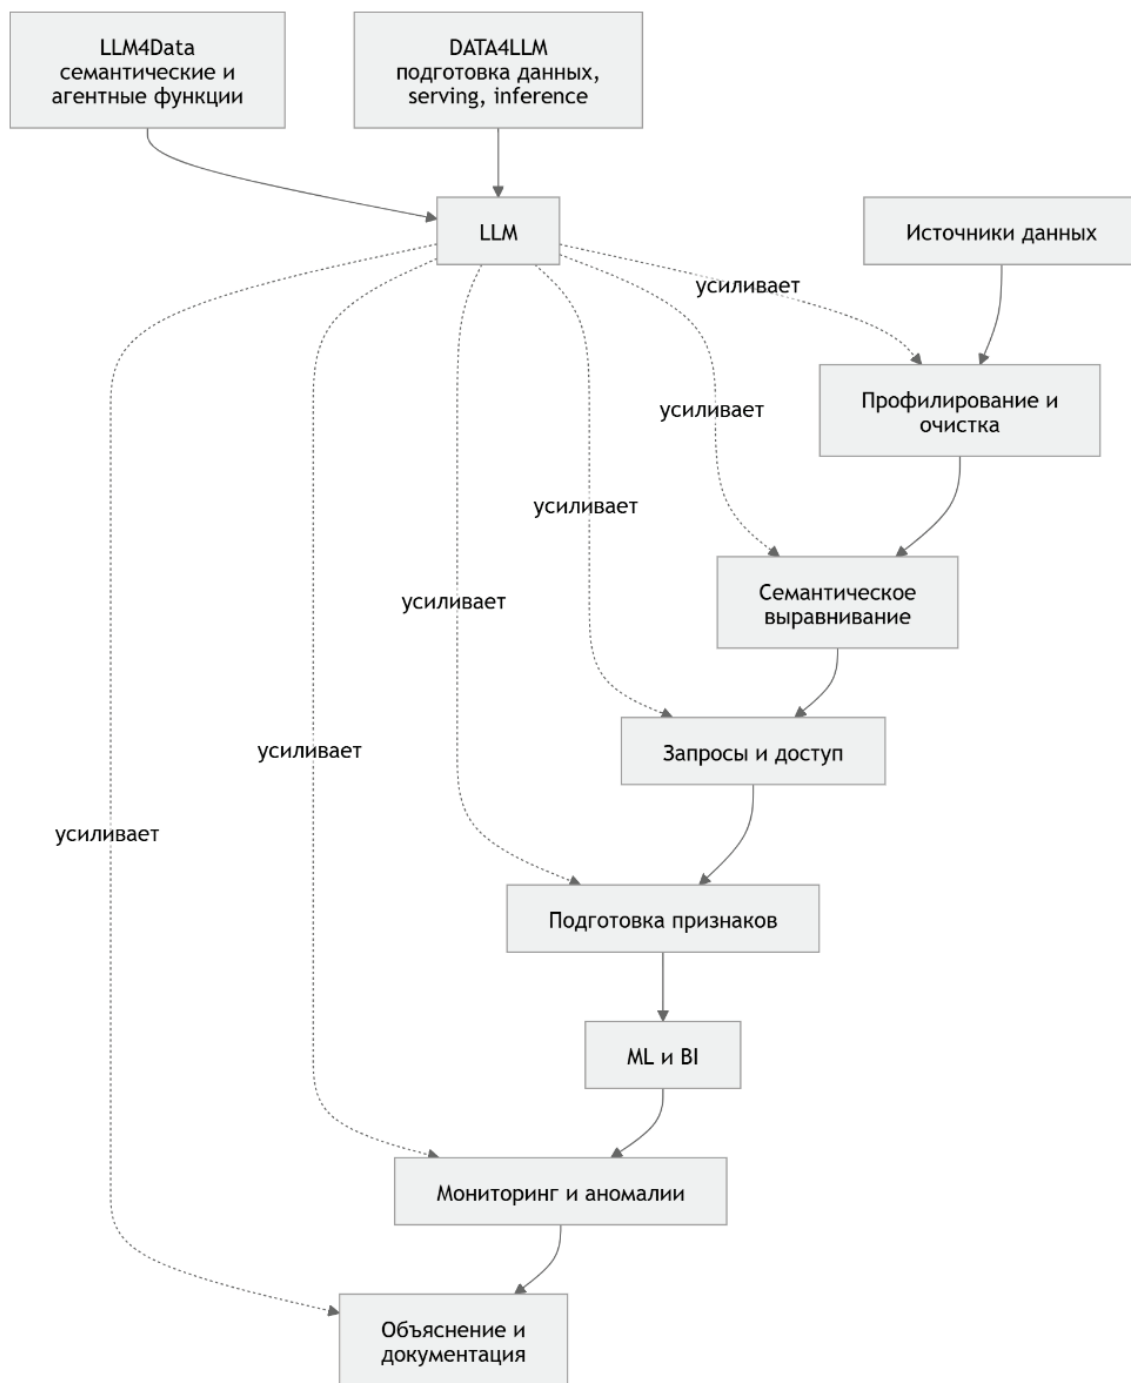 LLM4Data
семантические и
агентные функции
DATA4LLM
подготовка данных,
serving, inference
LLM
Источники данных
усиливает
Профилирование и
очистка
усиливает
усиливает
Семантическое
выравнивание
усиливает
усиливает
Запросы и доступ
усиливает
Подготовка признаков
ML и BI
Мониторинг и аномалии
Объяснение и
документация